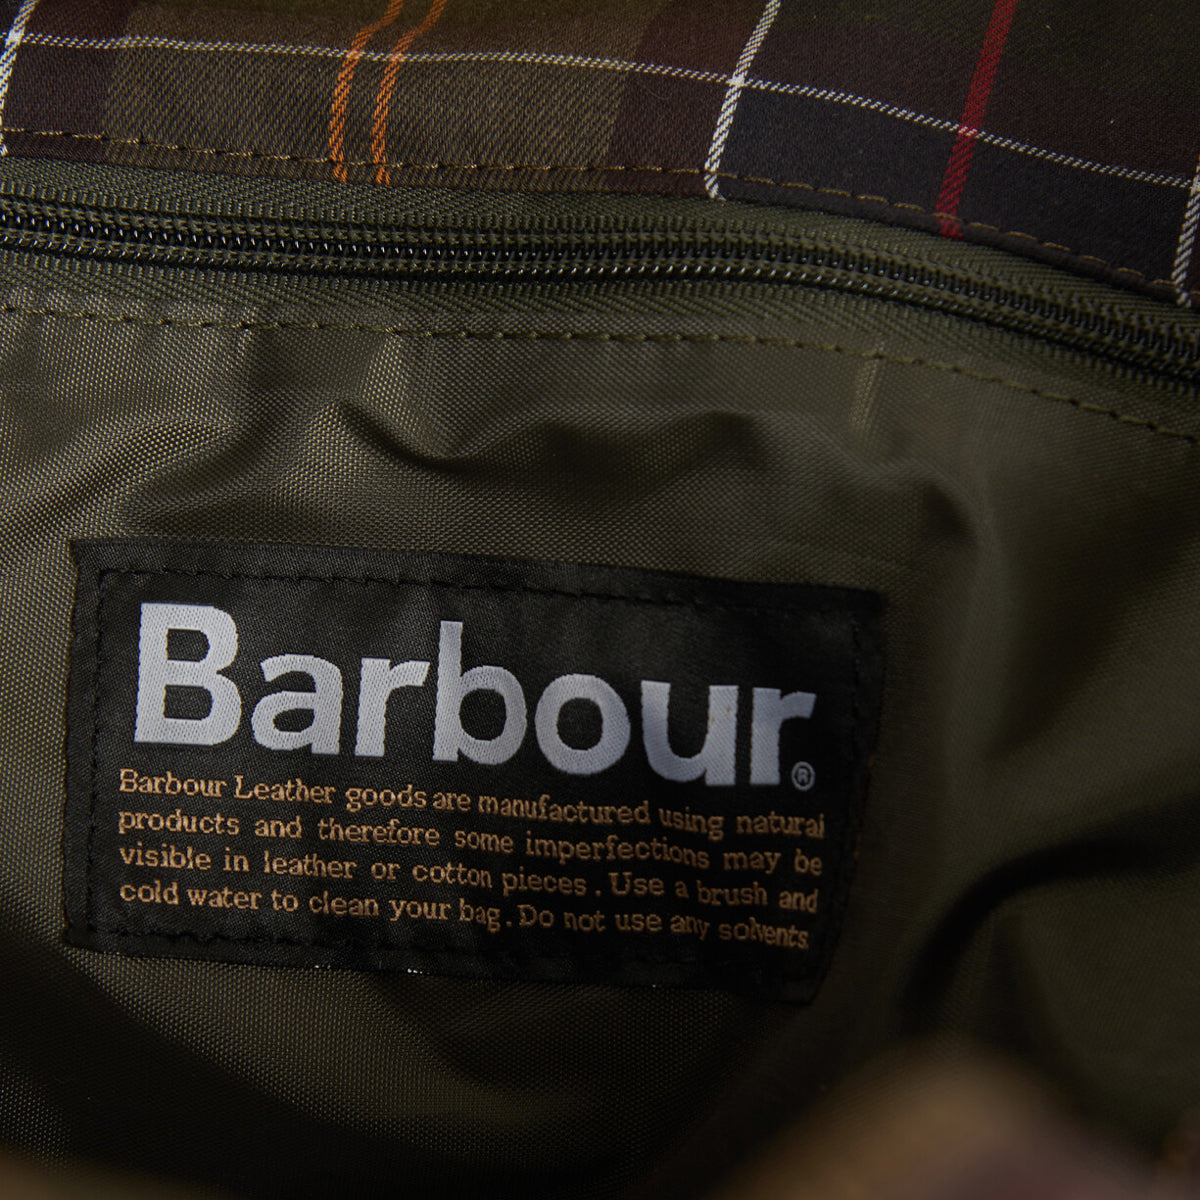 Barbour®
Barbour Leather goods are manufactured using natural
products and therefore some imperfections may be
visible in leather or cotton pieces. Use a brush and
cold water to clean your bag. Do not use any solvents